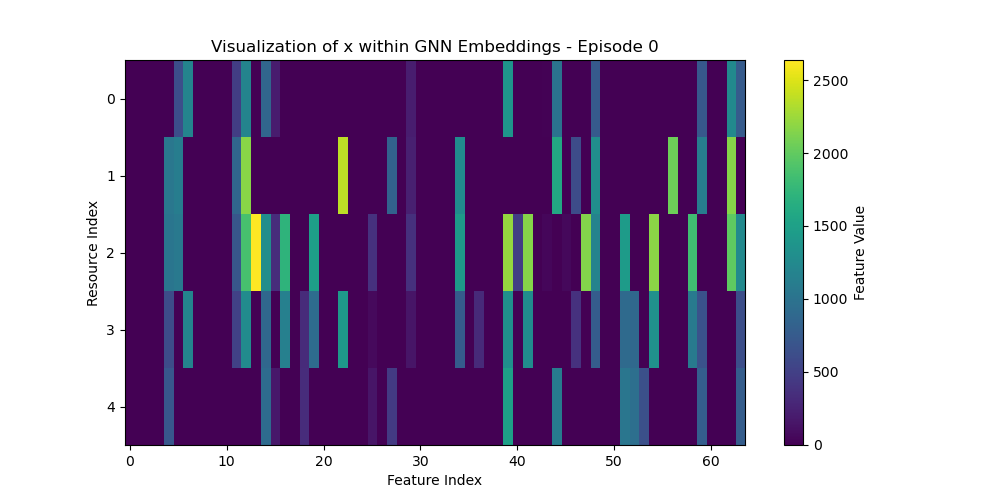 Visualization of x within GNN Embeddings - Episode 0
Resource Index
0
1
2
3
4
0 10 20 30 40 50 60
Feature Index
2500
2000
1500
1000
500
0
Feature Value